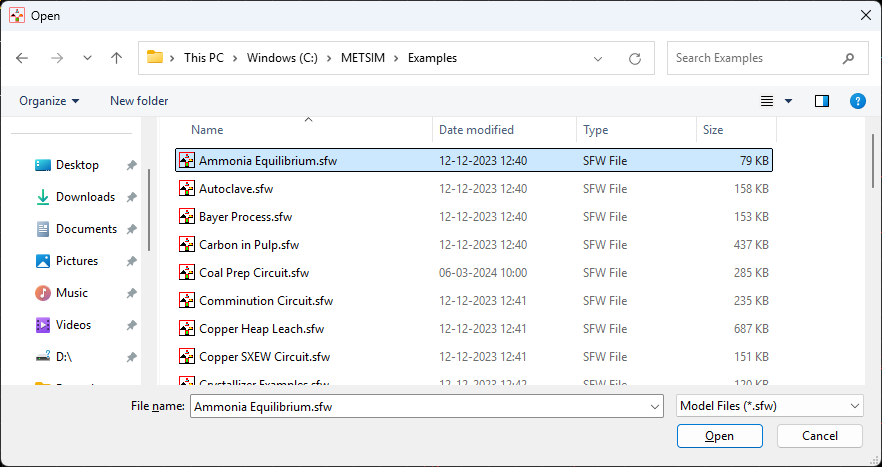 Open
This PC > Windows (C:) > METSIM > Examples
Search Examples
Organize
New folder
Name Date modified Type Size
Desktop
Downloads
Documents
Pictures
Music
Videos
D:\
Ammonia Equilibrium.sfw 12-12-2023 12:40 SFW File 79 KB
Autoclave.sfw 12-12-2023 12:40 SFW File 158 KB
Bayer Process.sfw 12-12-2023 12:40 SFW File 153 KB
Carbon in Pulp.sfw 12-12-2023 12:40 SFW File 437 KB
Coal Prep Circuit.sfw 06-03-2024 10:00 SFW File 285 KB
Comminution Circuit.sfw 12-12-2023 12:41 SFW File 235 KB
Copper Heap Leach.sfw 12-12-2023 12:41 SFW File 687 KB
Copper SXEW Circuit.sfw 12-12-2023 12:41 SFW File 151 KB
Crystallizer Examples.sfw 12-12-2023 12:42 SFW File 120 KB
File name: Ammonia Equilibrium.sfw Model Files (*.sfw)
Open Cancel